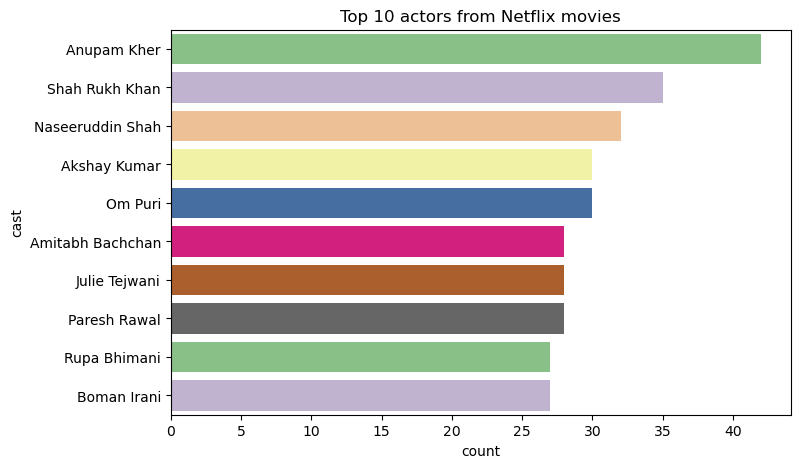 Top 10 actors from Netflix movies
cast
Anupam Kher
Shah Rukh Khan
Naseeruddin Shah
Akshay Kumar
Om Puri
Amitabh Bachchan
Julie Tejwani
Paresh Rawal
Rupa Bhimani
Boman Irani
0 5 10 15 20 25 30 35 40
count